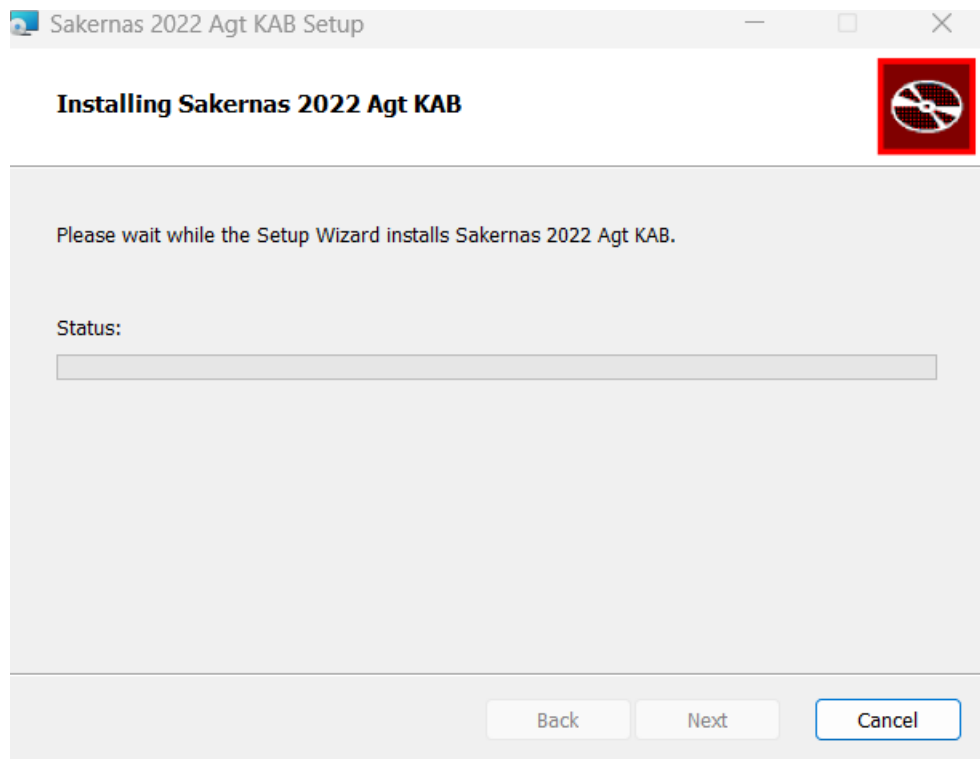 Sakernas 2022 Agt KAB Setup
Installing Sakernas 2022 Agt KAB
Please wait while the Setup Wizard installs Sakernas 2022 Agt KAB.
Status:
Back Next Cancel